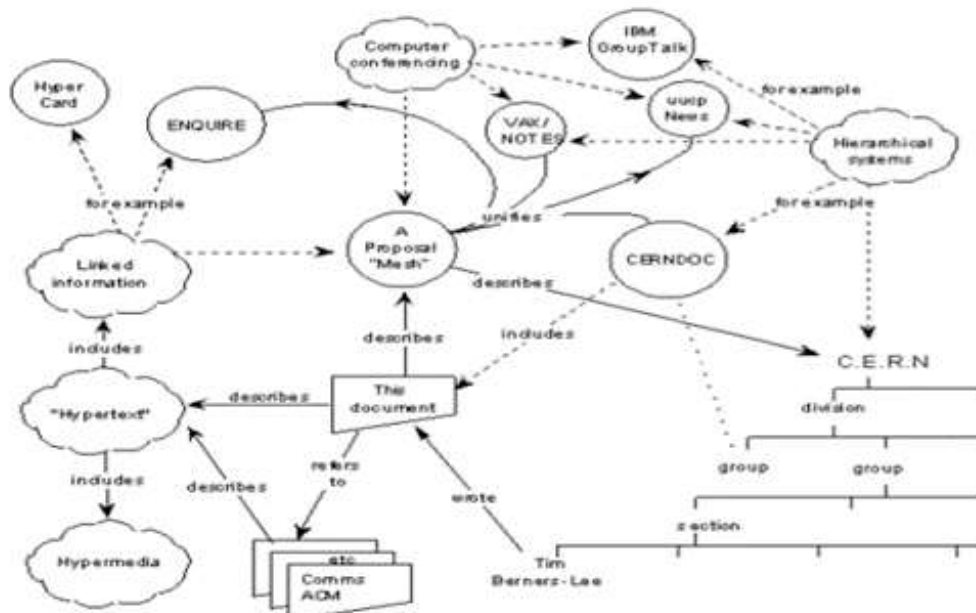 IBM
GroupTalk
Computer
conferencing
Hyper
Card
for example
uucp
News
ENQUIRE
VAX/
NOTES
Hierarchical
systems
for example
unifies
for example
A
Proposal
"Mesh"
CERNDOC
Linked
information
describes
includes
describes
includes
C.E.R.N
This
document
describes
"Hypertext"
division
refers
to
group
group
includes
describes
wrote
section
Hypermedia
etc
Tim
Berners-Lee
Comms
ACM